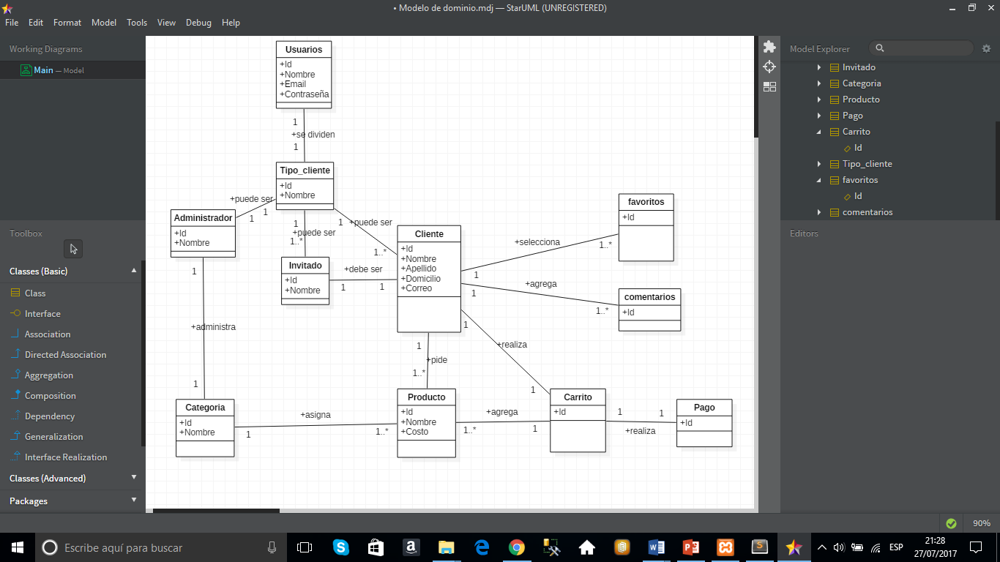 • Modelo de dominio.mdj — StarUML (UNREGISTERED)
File Edit Format Model Tools View Debug Help
Working Diagrams
Main — Model
Toolbox
Classes (Basic)
Class
Interface
Association
Directed Association
Aggregation
Composition
Dependency
Generalization
Interface Realization
Classes (Advanced)
Packages
Usuarios
+Id
+Nombre
+Email
+Contraseña
1
+se dividen
1
Tipo_cliente
+Id
+Nombre
+puede ser
1
1
Administrador
+Id
+Nombre
1
+puede ser
1..*
1
+puede ser
1..*
Invitado
+Id
+Nombre
+debe ser
1
1
Cliente
+Id
+Nombre
+Apellido
+Domicilio
+Correo
+selecciona
1
1..*
favoritos
+Id
+agrega
1
1..*
comentarios
+Id
1
+administra
1
1
+pide
1..*
1
+realiza
1
Categoria
+Id
+Nombre
+asigna
1
1..*
Producto
+Id
+Nombre
+Costo
+agrega
1..*
1
Carrito
+Id
1
1
+realiza
Pago
+Id
Model Explorer
Invitado
Categoria
Producto
Pago
Carrito
Id
Tipo_cliente
favoritos
Id
comentarios
Editors
90%
Escribe aquí para buscar
ESP
21:28
27/07/2017